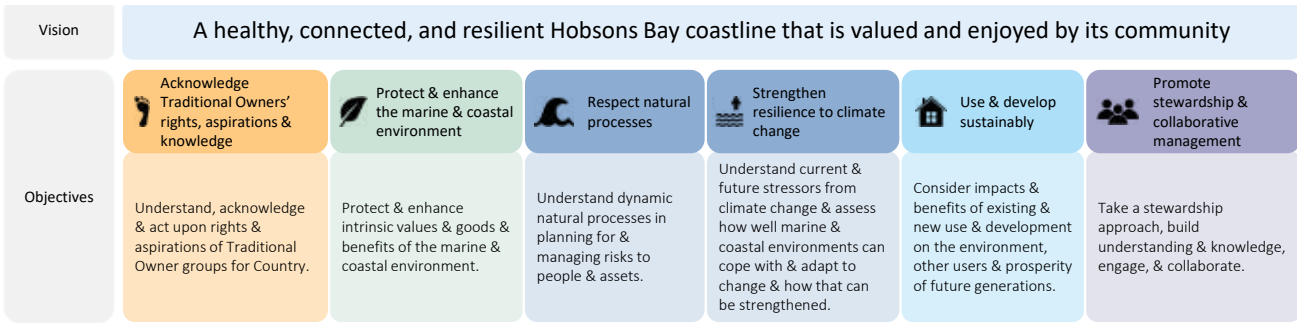 Vision
A healthy, connected, and resilient Hobsons Bay coastline that is valued and enjoyed by its community
Objectives
Acknowledge
Traditional Owners’
rights, aspirations &
knowledge
Understand, acknowledge
& act upon rights &
aspirations of Traditional
Owner groups for Country.
Protect & enhance
the marine & coastal
environment
Protect & enhance
intrinsic values & goods &
benefits of the marine &
coastal environment.
Respect natural
processes
Understand dynamic
natural processes in
planning for &
managing risks to
people & assets.
Strengthen
resilience to climate
change
Understand current &
future stressors from
climate change & assess
how well marine &
coastal environments can
cope with & adapt to
change & how that can
be strengthened.
Use & develop
sustainably
Consider impacts &
benefits of existing &
new use & development
on the environment,
other users & prosperity
of future generations.
Promote
stewardship &
collaborative
management
Take a stewardship
approach, build
understanding & knowledge,
engage, & collaborate.